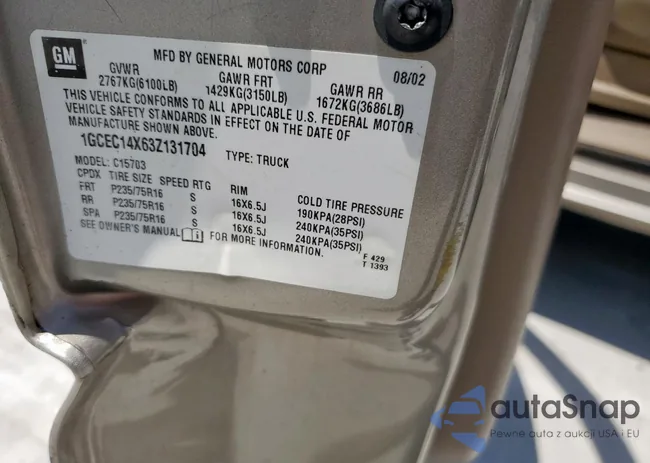 GM
MFD BY GENERAL MOTORS CORP 08/02
GVWR GAWR FRT GAWR RR
2767KG(6100LB) 1429KG(3150LB) 1672KG(3686LB)
THIS VEHICLE CONFORMS TO ALL APPLICABLE U.S. FEDERAL MOTOR
VEHICLE SAFETY STANDARDS IN EFFECT ON THE DATE OF
MANUFACTURE SHOWN ABOVE.
1GCEC14X63Z131704 TYPE: TRUCK
MODEL: C15703
CPDX TIRE SIZE SPEED RTG RIM COLD TIRE PRESSURE
FRT P235/75R16 S 16X6.5J 190KPA(28PSI)
RR P235/75R16 S 16X6.5J 240KPA(35PSI)
SPA P235/75R16 S 16X6.5J 240KPA(35PSI)
SEE OWNER'S MANUAL FOR MORE INFORMATION.
F 429
T 1393
autaSnap
Pewne auta z aukcji USA i EU